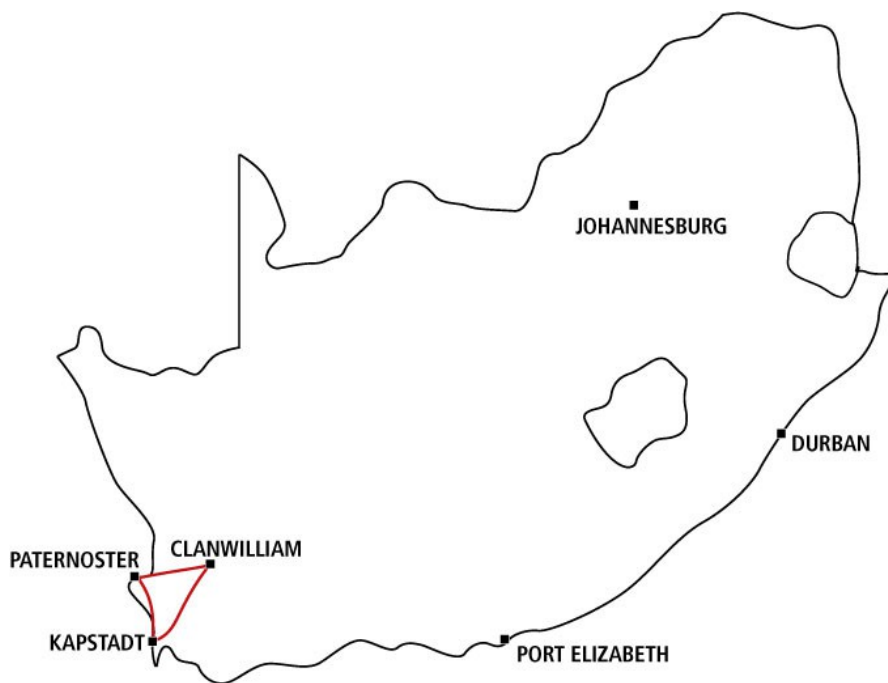 JOHANNESBURG
DURBAN
CLANWILLIAM
PATERNOSTER
KAPSTADT
PORT ELIZABETH